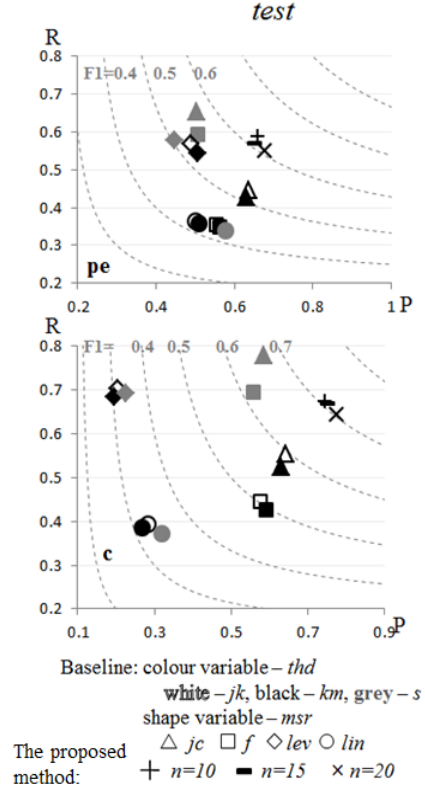 test
R
0.8
F1=0.4 0.5 0.6
0.7
0.6
0.5
0.4
0.3
pe
0.2
0.2 0.4 0.6 0.8 1 P
R
F1= 0.4 0.5 0.6 0.7
0.8
0.7
0.6
0.5
0.4
0.3
c
0.2
0.1 0.3 0.5 0.7 0.9 P
Baseline: colour variable – thd
white – jk, black – km, grey – s
shape variable – msr
△ jc □ f ◇ lev ○ lin
The proposed
method: + n=10 ━ n=15 × n=20